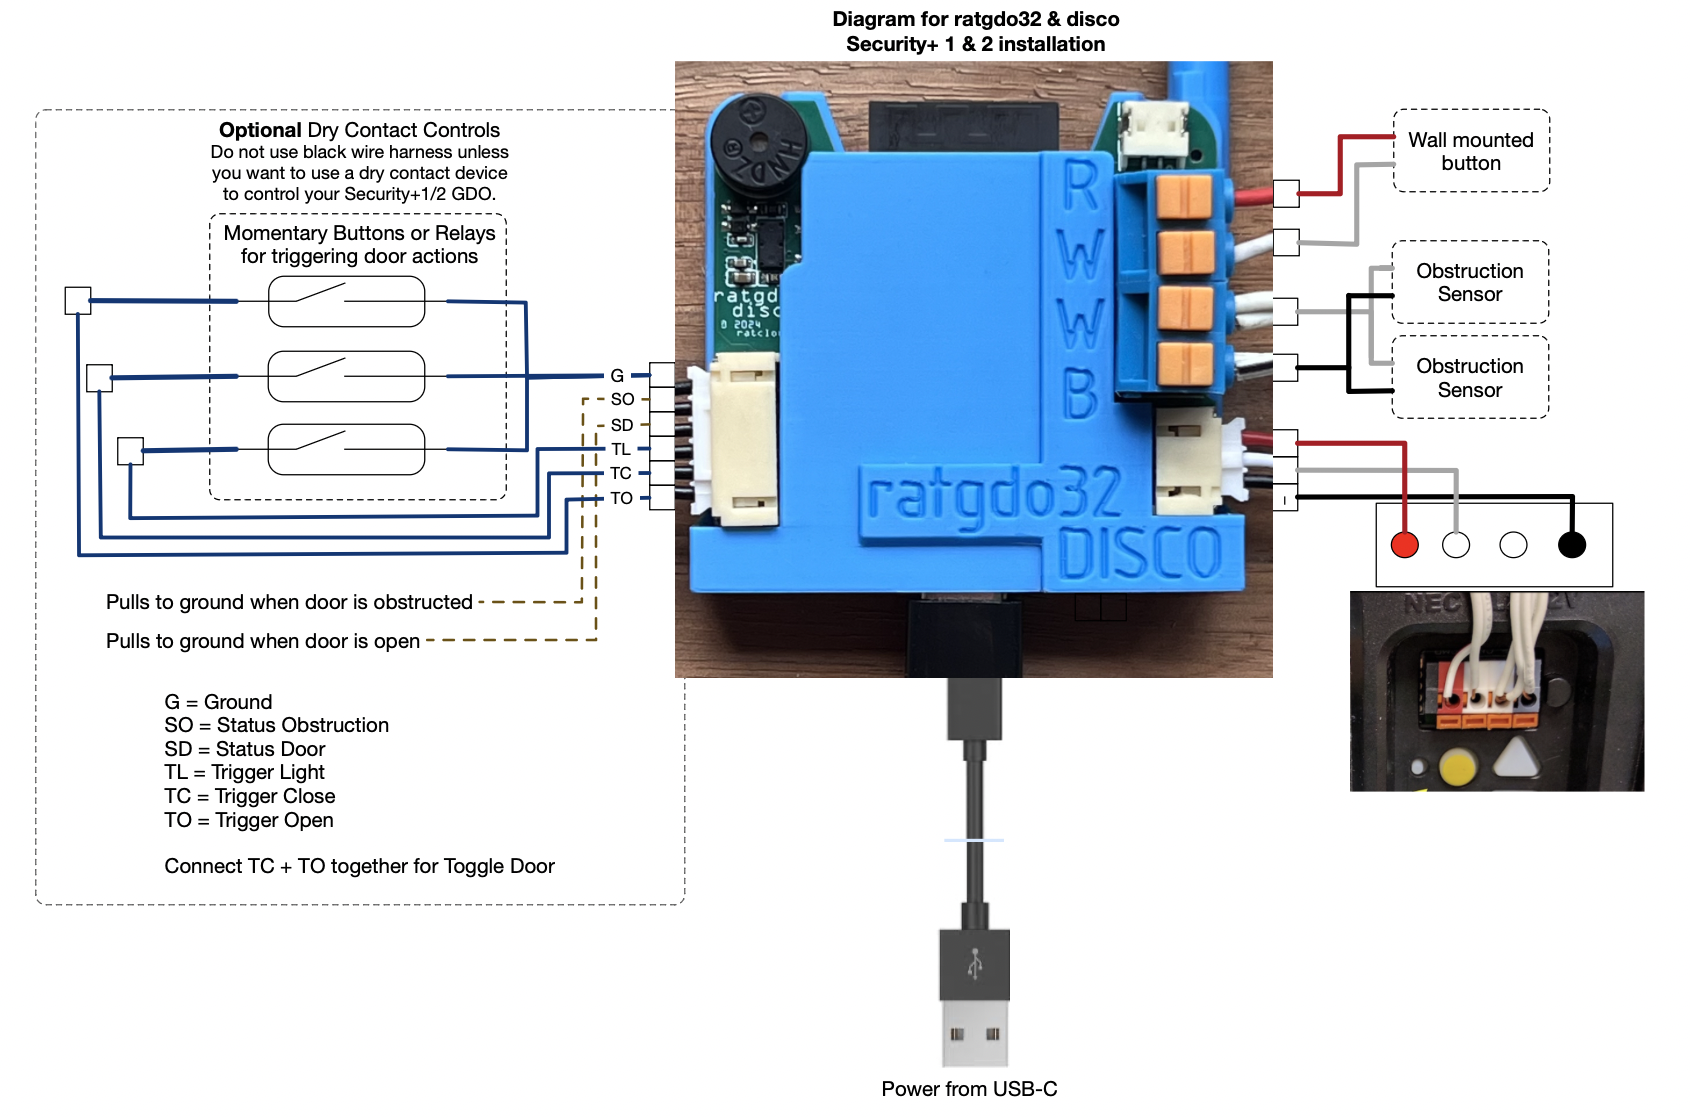 Diagram for ratgdo32 & disco
Security+ 1 & 2 installation
Optional Dry Contact Controls
Do not use black wire harness unless
you want to use a dry contact device
to control your Security+1/2 GDO.
Momentary Buttons or Relays
for triggering door actions
G
SO
SD
TL
TC
TO
Pulls to ground when door is obstructed
Pulls to ground when door is open
G = Ground
SO = Status Obstruction
SD = Status Door
TL = Trigger Light
TC = Trigger Close
TO = Trigger Open
Connect TC + TO together for Toggle Door
2024
R
W
W
B
ratgdo32
DISCO
Wall mounted
button
Obstruction
Sensor
Obstruction
Sensor
Power from USB-C